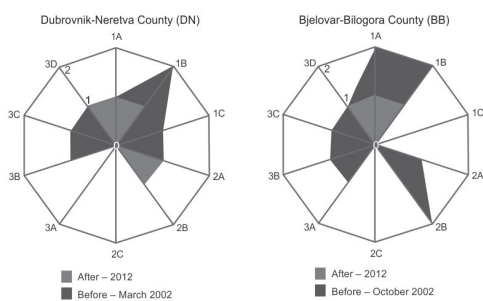 Dubrovnik-Neretva County (DN)
1A
1B
1C
2A
2B
2C
3A
3B
3C
3D
2
1
0
After – 2012
Before – March 2002
Bjelovar-Bilogora County (BB)
1A
1B
1C
2A
2B
2C
3A
3B
3C
3D
2
1
0
After – 2012
Before – October 2002